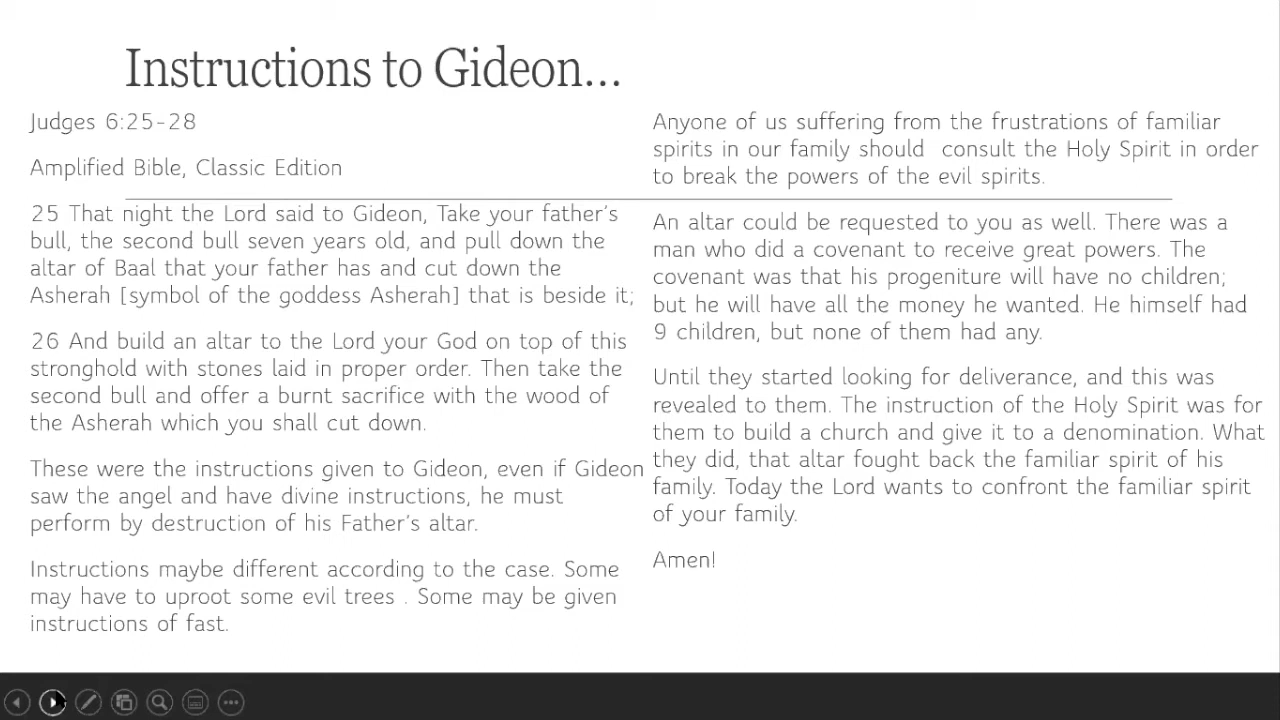 Instructions to Gideon...
Judges 6:25-28
Amplified Bible, Classic Edition
25 That night the Lord said to Gideon, Take your father's
bull, the second bull seven years old, and pull down the
altar of Baal that your father has and cut down the
Asherah [symbol of the goddess Asherah] that is beside it;
26 And build an altar to the Lord your God on top of this
stronghold with stones laid in proper order. Then take the
second bull and offer a burnt sacrifice with the wood of
the Asherah which you shall cut down.
These were the instructions given to Gideon, even if Gideon
saw the angel and have divine instructions, he must
perform by destruction of his Father's altar.
Instructions maybe different according to the case. Some
may have to uproot some evil trees . Some may be given
instructions of fast.
Anyone of us suffering from the frustrations of familiar
spirits in our family should  consult the Holy Spirit in order
to break the powers of the evil spirits.
An altar could be requested to you as well. There was a
man who did a covenant to receive great powers. The
covenant was that his progeniture will have no children;
but he will have all the money he wanted. He himself had
9 children, but none of them had any.
Until they started looking for deliverance, and this was
revealed to them. The instruction of the Holy Spirit was for
them to build a church and give it to a denomination. What
they did, that altar fought back the familiar spirit of his
family. Today the Lord wants to confront the familiar spirit
of your family.
Amen!